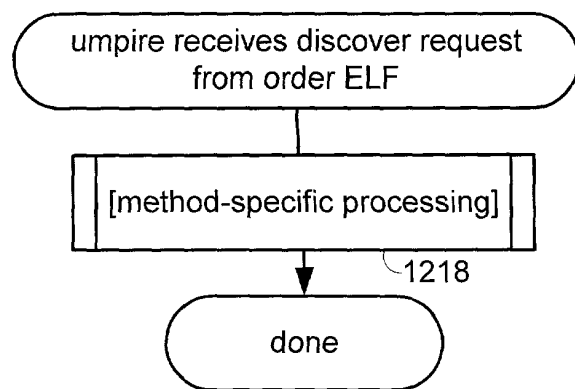 umpire receives discover request
from order ELF
[method-specific processing]
1218
done